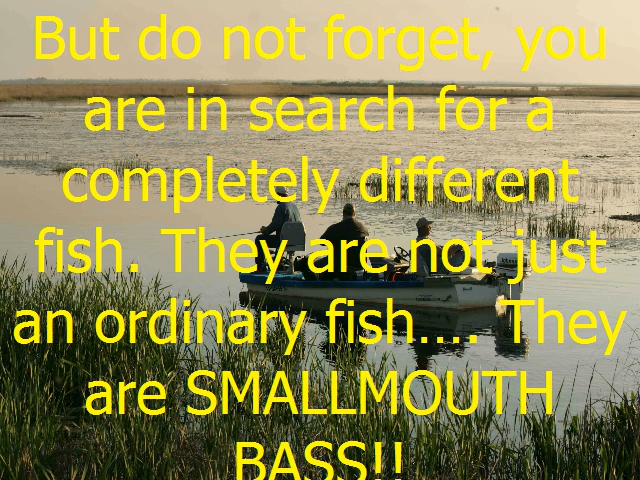 But do not forget, you
are in search for a
completely different
fish. They are not just
an ordinary fish…. They
are SMALLMOUTH
BASS!!